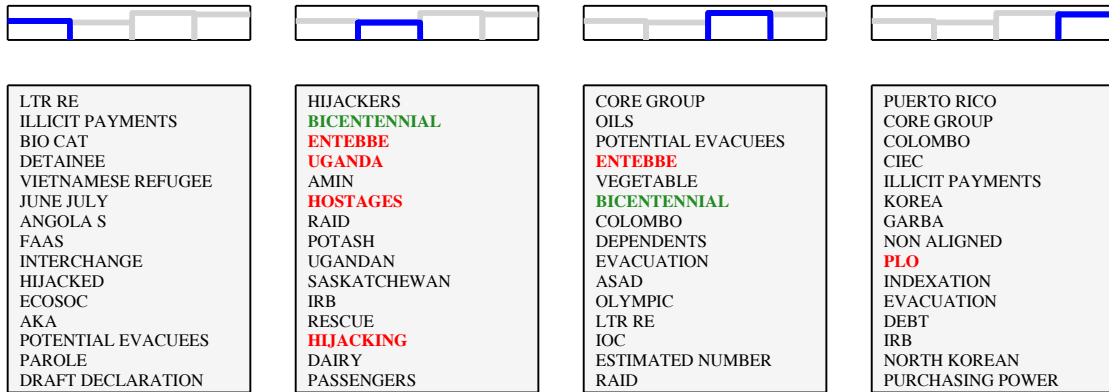 LTR RE
ILLICIT PAYMENTS
BIO CAT
DETAINEE
VIETNAMESE REFUGEE
JUNE JULY
ANGOLA S
FAAS
INTERCHANGE
HIJACKED
ECOSOC
AKA
POTENTIAL EVACUEES
PAROLE
DRAFT DECLARATION
HIJACKERS
BICENTENNIAL
ENTEBBE
UGANDA
AMIN
HOSTAGES
RAID
POTASH
UGANDAN
SASKATCHEWAN
IRB
RESCUE
HIJACKING
DAIRY
PASSENGERS
CORE GROUP
OILS
POTENTIAL EVACUEES
ENTEBBE
VEGETABLE
BICENTENNIAL
COLOMBO
DEPENDENTS
EVACUATION
ASAD
OLYMPIC
LTR RE
IOC
ESTIMATED NUMBER
RAID
PUERTO RICO
CORE GROUP
COLOMBO
CIEC
ILLICIT PAYMENTS
KOREA
GARBA
NON ALIGNED
PLO
INDEXATION
EVACUATION
DEBT
IRB
NORTH KOREAN
PURCHASING POWER